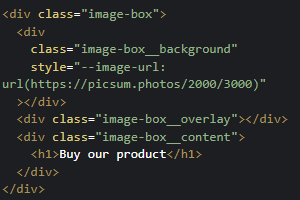 <div class="image-box">
<div
class="image-box__background"
style="--image-url:
url(https://picsum.photos/2000/3000)"
></div>
<div class="image-box__overlay"></div>
<div class="image-box__content">
<h1>Buy our product</h1>
</div>
</div>